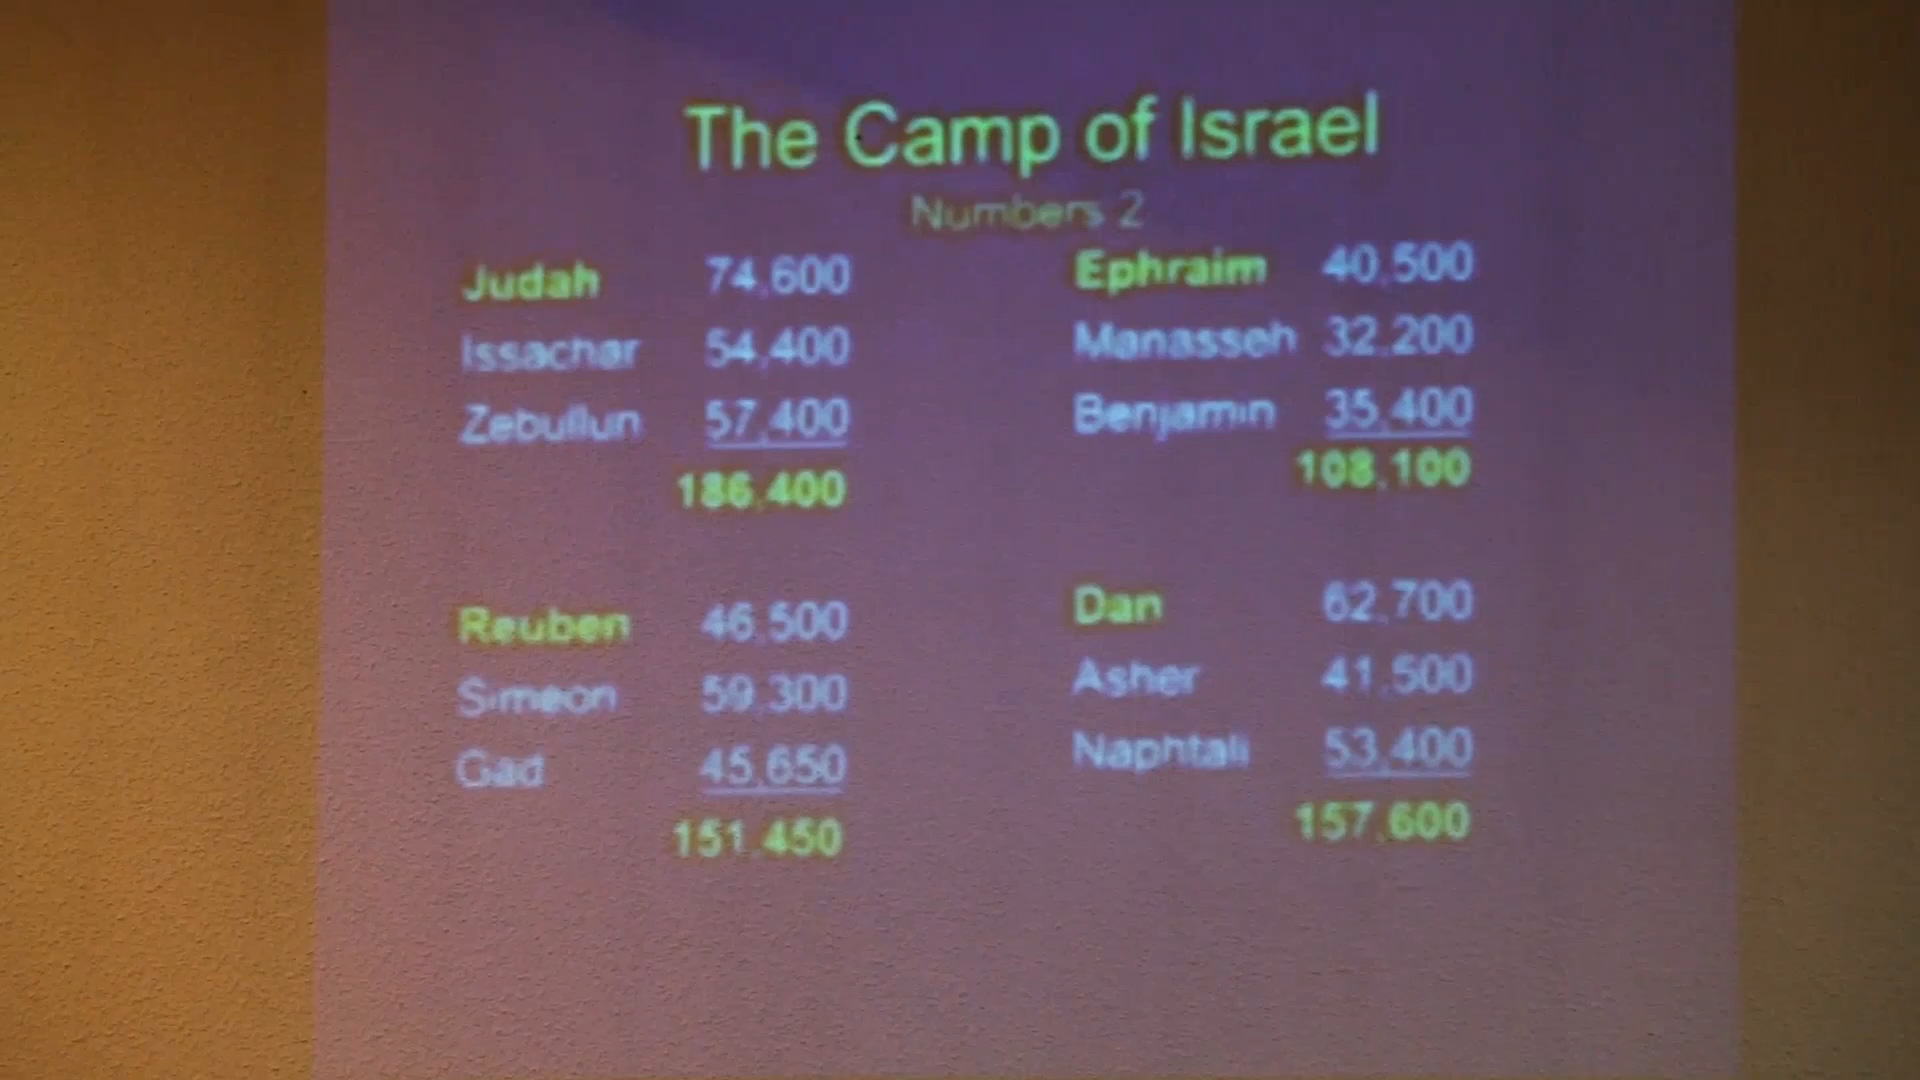 The Camp of Israel
Numbers 2
Judah 74,600
Issachar 54,400
Zebullun 57,400
186,400
Ephraim 40,500
Manasseh 32,200
Benjamin 35,400
108,100
Reuben 46,500
Simeon 59,300
Gad 45,650
151,450
Dan 62,700
Asher 41,500
Naphtali 53,400
157,600